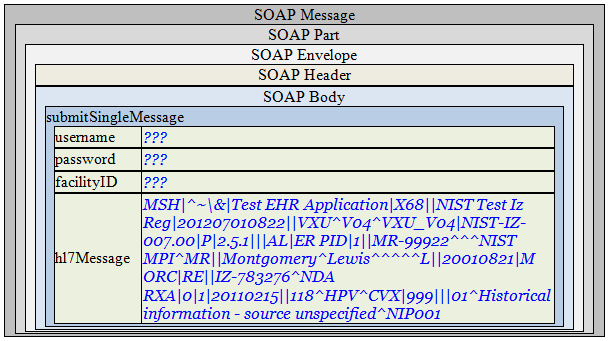 SOAP Message
SOAP Part
SOAP Envelope
SOAP Header
SOAP Body
submitSingleMessage
username ???
password ???
facilityID ???
hl7Message
MSH|^~\&|Test EHR Application|X68||NIST Test Iz
Reg|201207010822||VXU^V04^VXU_V04|NIST-IZ-
007.00|P|2.5.1|||AL|ER PID|1||MR-99922^^^NIST
MPI^MR||Montgomery^Lewis^^^^^L||20010821|M
ORC|RE||IZ-783276^NDA
RXA|0|1|20110215||118^HPV^CVX|999|||01^Historical
information - source unspecified^NIP001